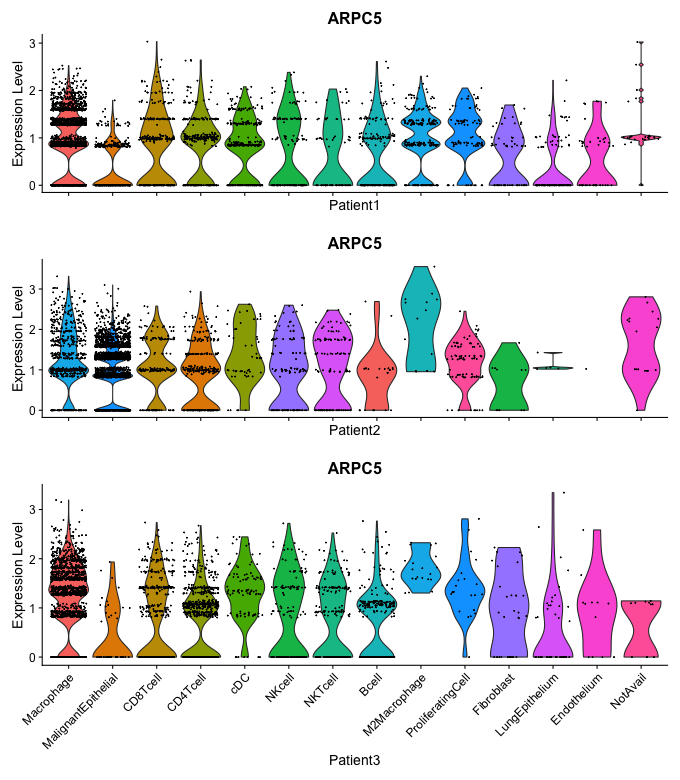 ARPC5
Expression Level
3
2
1
0
Patient1
ARPC5
Expression Level
3
2
1
0
Patient2
ARPC5
Expression Level
3
2
1
0
Macrophage
MalignantEpithelial
CD8Tcell
CD4Tcell
cDC
NKcell
NKTcell
Bcell
M2Macrophage
ProliferatingCell
Fibroblast
LungEpithelium
Endothelium
NotAvail
Patient3